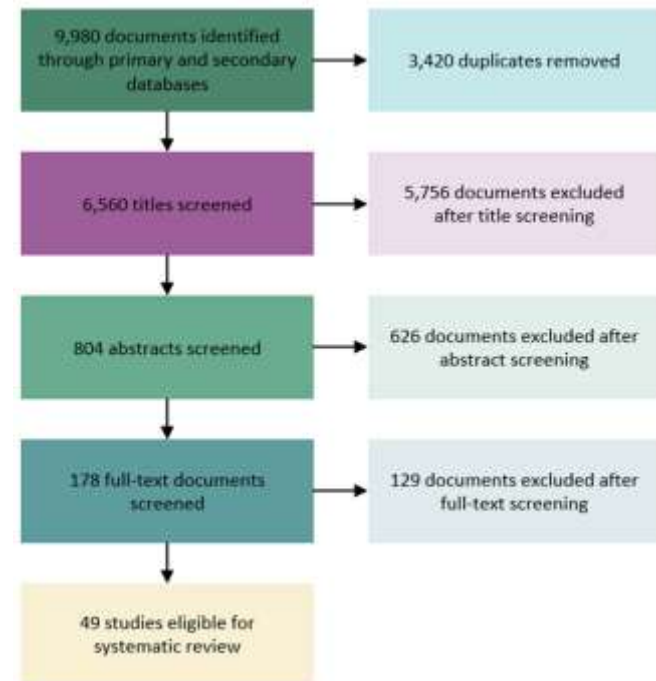 9,980 documents identified
through primary and secondary
databases
3,420 duplicates removed
6,560 titles screened
5,756 documents excluded
after title screening
804 abstracts screened
626 documents excluded after
abstract screening
178 full-text documents
screened
129 documents excluded after
full-text screening
49 studies eligible for
systematic review